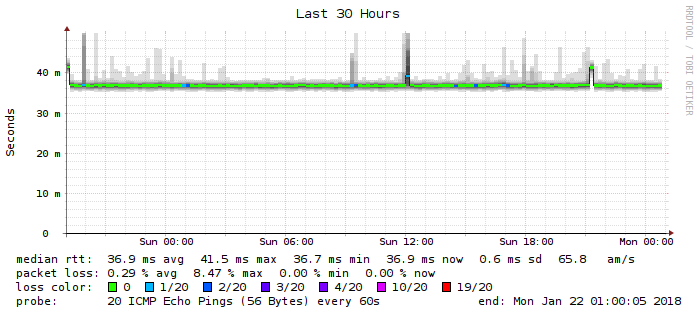 Last 30 Hours
RRDTOOL / TOBI OETIKER
Seconds
40 m
30 m
20 m
10 m
0
Sun 00:00 Sun 06:00 Sun 12:00 Sun 18:00 Mon 00:00
median rtt: 36.9 ms avg 41.5 ms max 36.7 ms min 36.9 ms now 0.6 ms sd 65.8 am/s
packet loss: 0.29 % avg 8.47 % max 0.00 % min 0.00 % now
loss color: 0 1/20 2/20 3/20 4/20 10/20 19/20
probe: 20 ICMP Echo Pings (56 Bytes) every 60s end: Mon Jan 22 01:00:05 2018